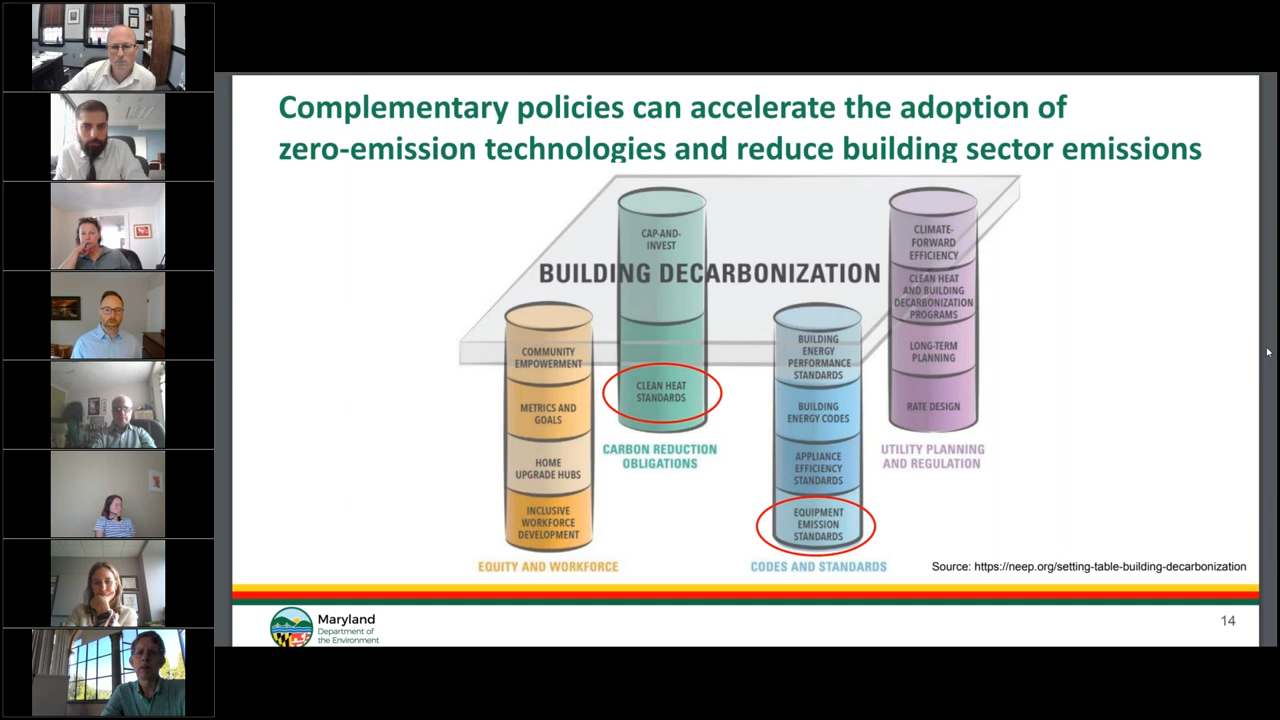 Complementary policies can accelerate the adoption of
zero-emission technologies and reduce building sector emissions
BUILDING DECARBONIZATION
COMMUNITY
EMPOWERMENT
METRICS AND
GOALS
HOME
UPGRADE HUBS
INCLUSIVE
WORKFORCE
DEVELOPMENT
EQUITY AND WORKFORCE
CAP-AND-
INVEST
CLEAN HEAT
STANDARDS
CARBON REDUCTION
OBLIGATIONS
BUILDING
ENERGY
PERFORMANCE
STANDARDS
BUILDING
ENERGY CODES
APPLIANCE
EFFICIENCY
STANDARDS
EQUIPMENT
EMISSION
STANDARDS
CODES AND STANDARDS
CLIMATE-
FORWARD
EFFICIENCY
CLEAN HEAT
AND BUILDING
DECARBONIZATION
PROGRAMS
LONG-TERM
PLANNING
RATE DESIGN
UTILITY PLANNING
AND REGULATION
Source: https://neep.org/setting-table-building-decarbonization
Maryland
Department of
the Environment
14